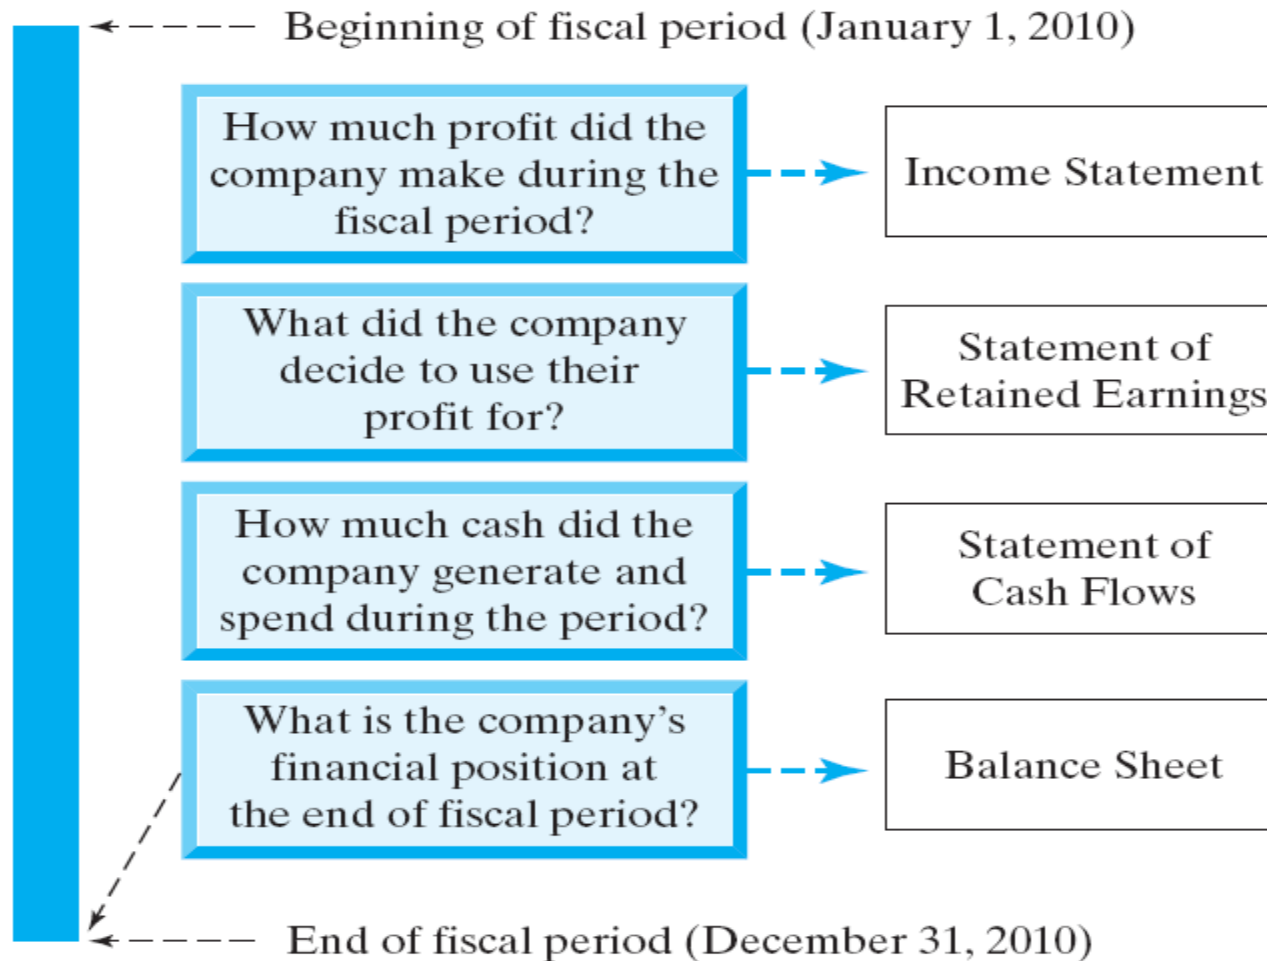 Beginning of fiscal period (January 1, 2010)
How much profit did the
company make during the
fiscal period?
Income Statement
What did the company
decide to use their
profit for?
Statement of
Retained Earnings
How much cash did the
company generate and
spend during the period?
Statement of
Cash Flows
What is the company’s
financial position at
the end of fiscal period?
Balance Sheet
End of fiscal period (December 31, 2010)